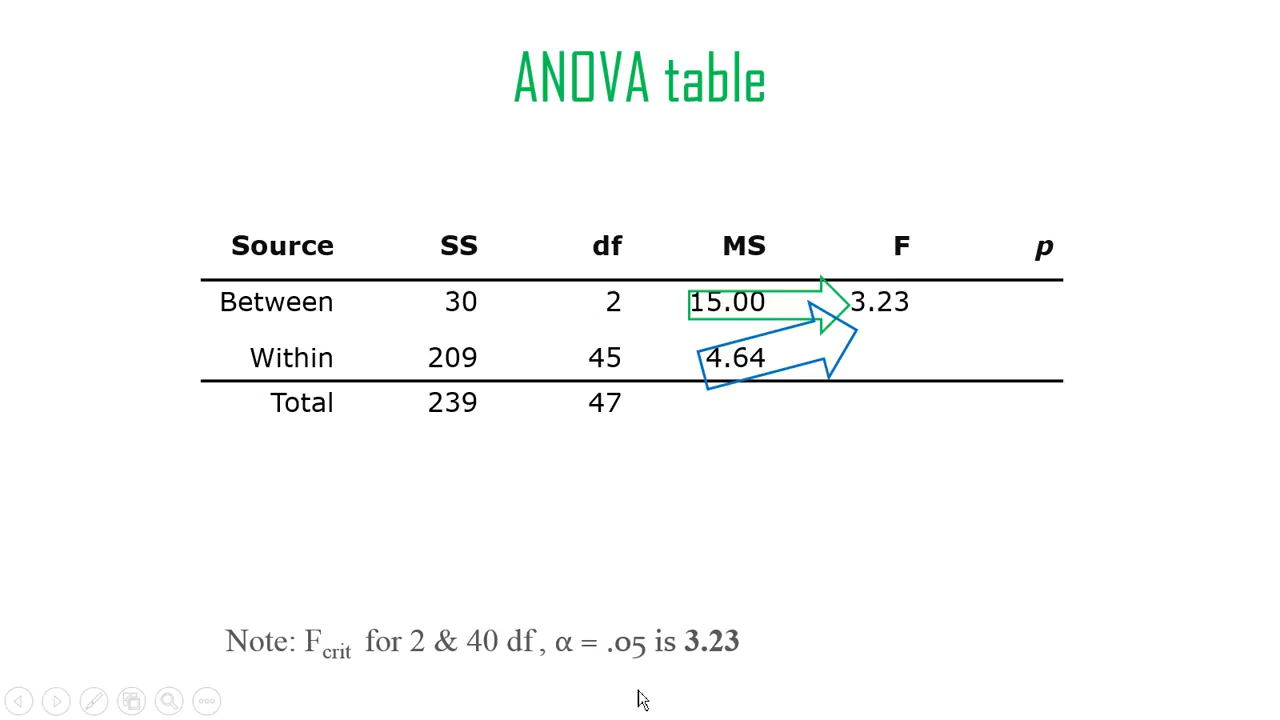 ANOVA table
Source SS df MS F p
Between 30 2 15.00 3.23
Within 209 45 4.64
Total 239 47
Note: Fcrit for 2 & 40 df, α = .05 is 3.23